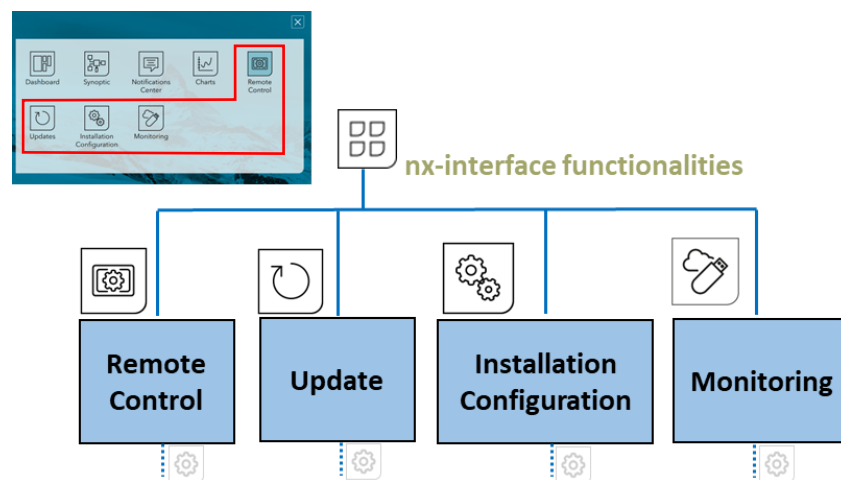 Dashboard
Synoptic
Notifications
Center
Charts
Remote
Control
Updates
Installation
Configuration
Monitoring
nx-interface functionalities
Remote
Control
Update
Installation
Configuration
Monitoring